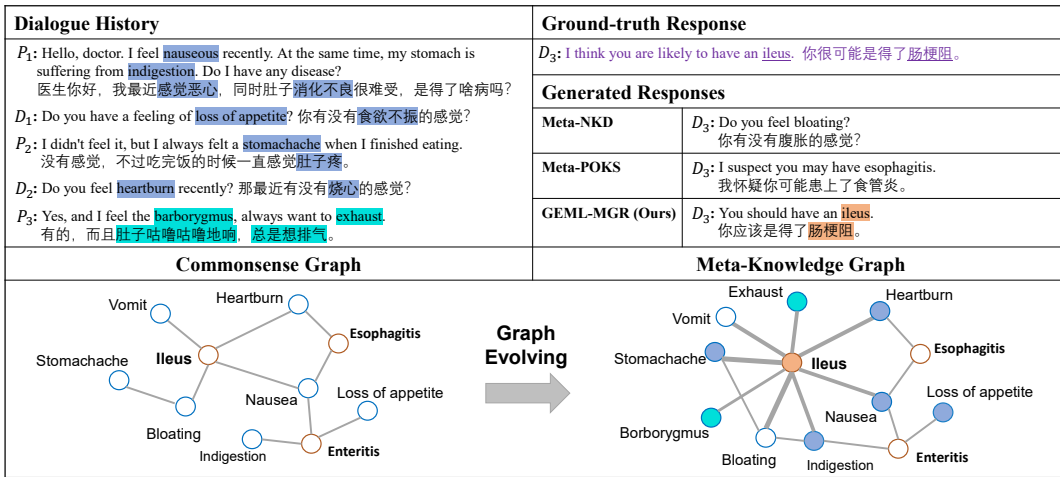 Dialogue History
P1: Hello, doctor. I feel nauseous recently. At the same time, my stomach is
suffering from indigestion. Do I have any disease?
医生你好，我最近感觉恶心，同时肚子消化不良很难受，是得了啥病吗？
D1: Do you have a feeling of loss of appetite? 你有没有食欲不振的感觉？
P2: I didn't feel it, but I always felt a stomachache when I finished eating.
没有感觉，不过吃完饭的时候一直感觉肚子疼。
D2: Do you feel heartburn recently? 那最近有没有烧心的感觉？
P3: Yes, and I feel the barborygmus, always want to exhaust.
有的，而且肚子咕噜咕噜地响，总是想排气。
Ground-truth Response
D3: I think you are likely to have an ileus. 你很可能是得了肠梗阻。
Generated Responses
Meta-NKD
D3: Do you feel bloating?
你有没有腹胀的感觉？
Meta-POKS
D3: I suspect you may have esophagitis.
我怀疑你可能患上了食管炎。
GEML-MGR (Ours)
D3: You should have an ileus.
你应该是得了肠梗阻。
Commonsense Graph
Vomit
Heartburn
Ileus
Esophagitis
Stomachache
Nausea
Loss of appetite
Bloating
Indigestion
Enteritis
Graph
Evolving
Meta-Knowledge Graph
Exhaust
Heartburn
Vomit
Esophagitis
Stomachache
Ileus
Loss of appetite
Nausea
Borborygmus
Bloating
Indigestion
Enteritis